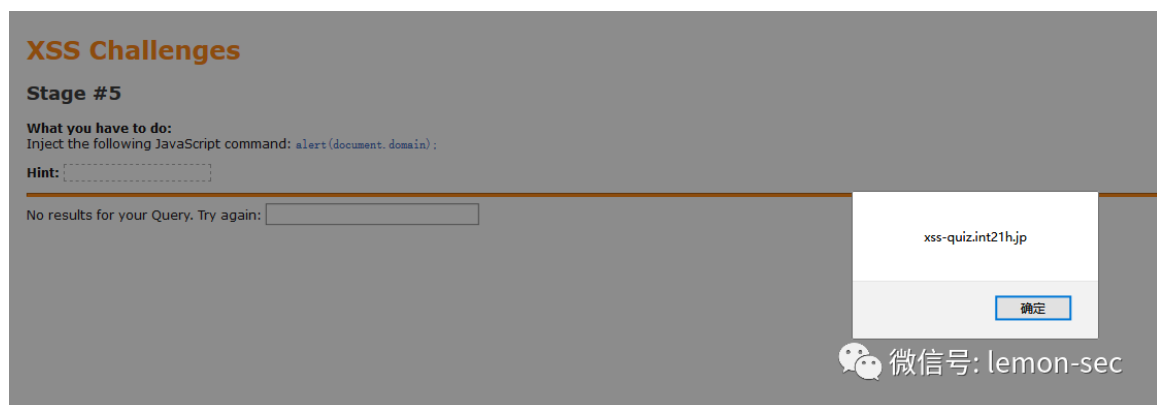 XSS Challenges
Stage #5
What you have to do:
Inject the following JavaScript command: alert(document.domain);
Hint:
No results for your Query. Try again:
xss-quiz.int21h.jp
确定
微信号: lemon-sec